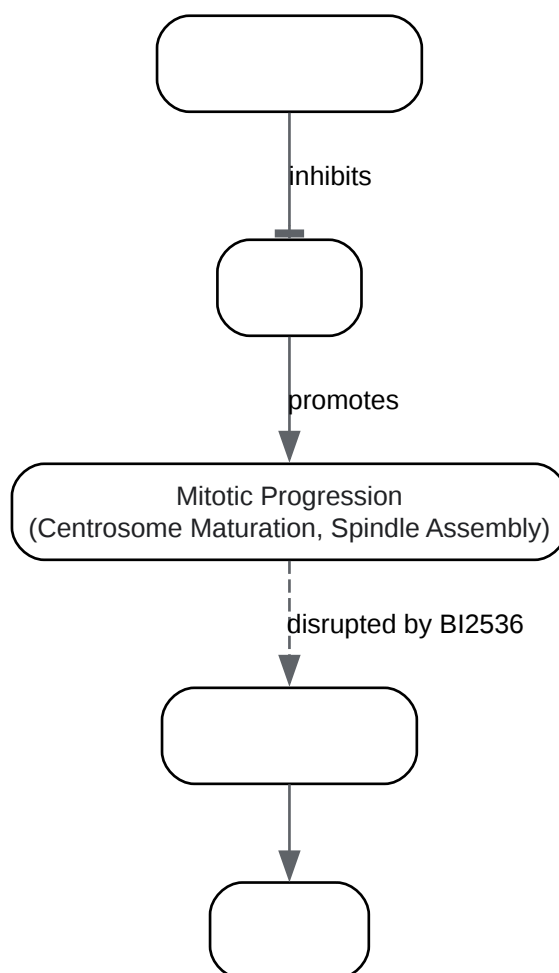 inhibits
promotes
Mitotic Progression
(Centrosome Maturation, Spindle Assembly)
disrupted by BI2536